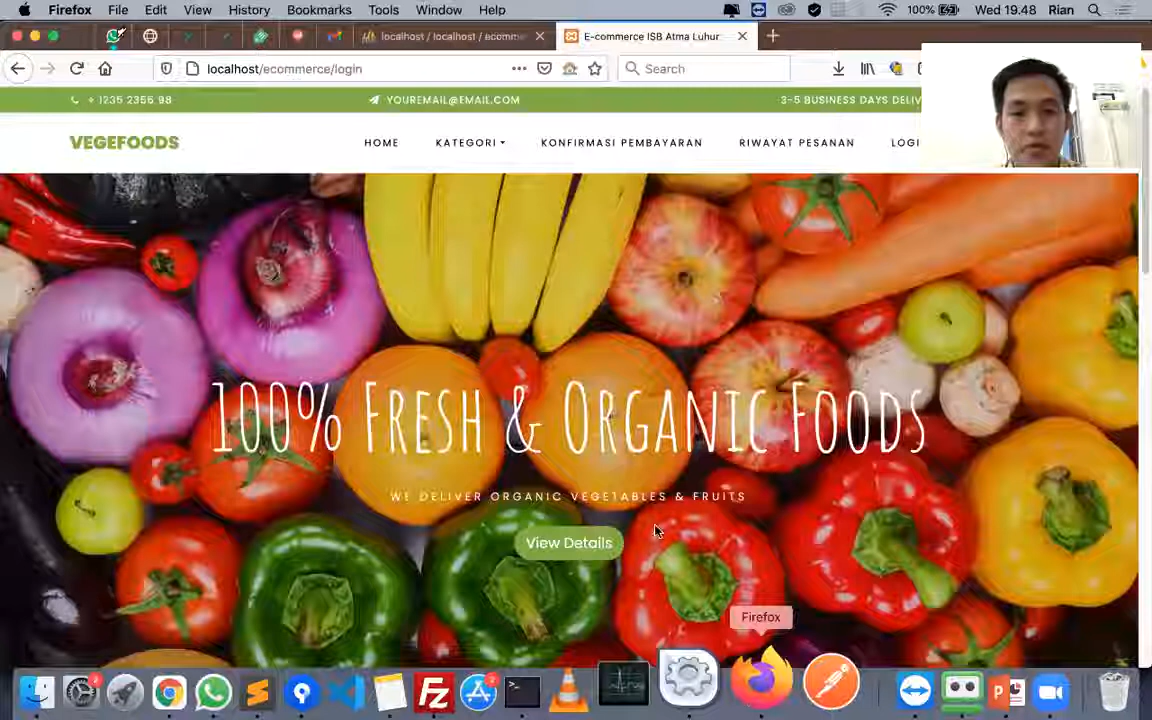 Firefox File Edit View History Bookmarks Tools Window Help 100% Wed 19.48 Rian
localhost / localhost / ecomme
E-commerce ISB Atma Luhur
localhost/ecommerce/login
Search
+ 1235 2355 98 YOUREMAIL@EMAIL.COM 3-5 BUSINESS DAYS DELIV
VEGEFOODS HOME KATEGORI KONFIRMASI PEMBAYARAN RIWAYAT PESANAN LOGI
100% FRESH & ORGANIC FOODS
WE DELIVER ORGANIC VEGETABLES & FRUITS
View Details
Firefox